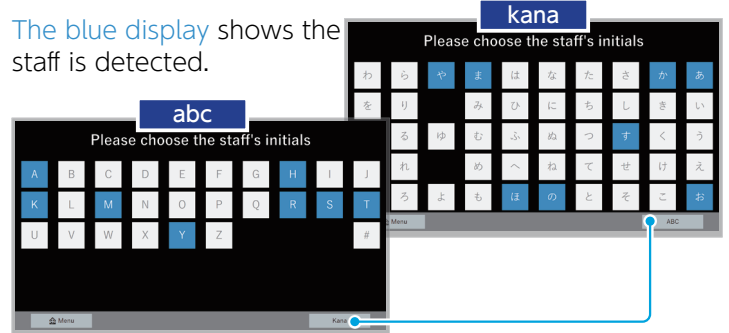 The blue display shows the
staff is detected.
kana
Please choose the staff's initials
わ ら や ま は な た さ か あ
を り み ひ に ち し き い
る ゆ む ふ ぬ つ す く う
れ め へ ね て せ け え
ろ よ も ほ の と そ こ お
Menu ABC
abc
Please choose the staff's initials
A B C D E F G H I J
K L M N O P Q R S T
U V W X Y Z #
Menu Kana